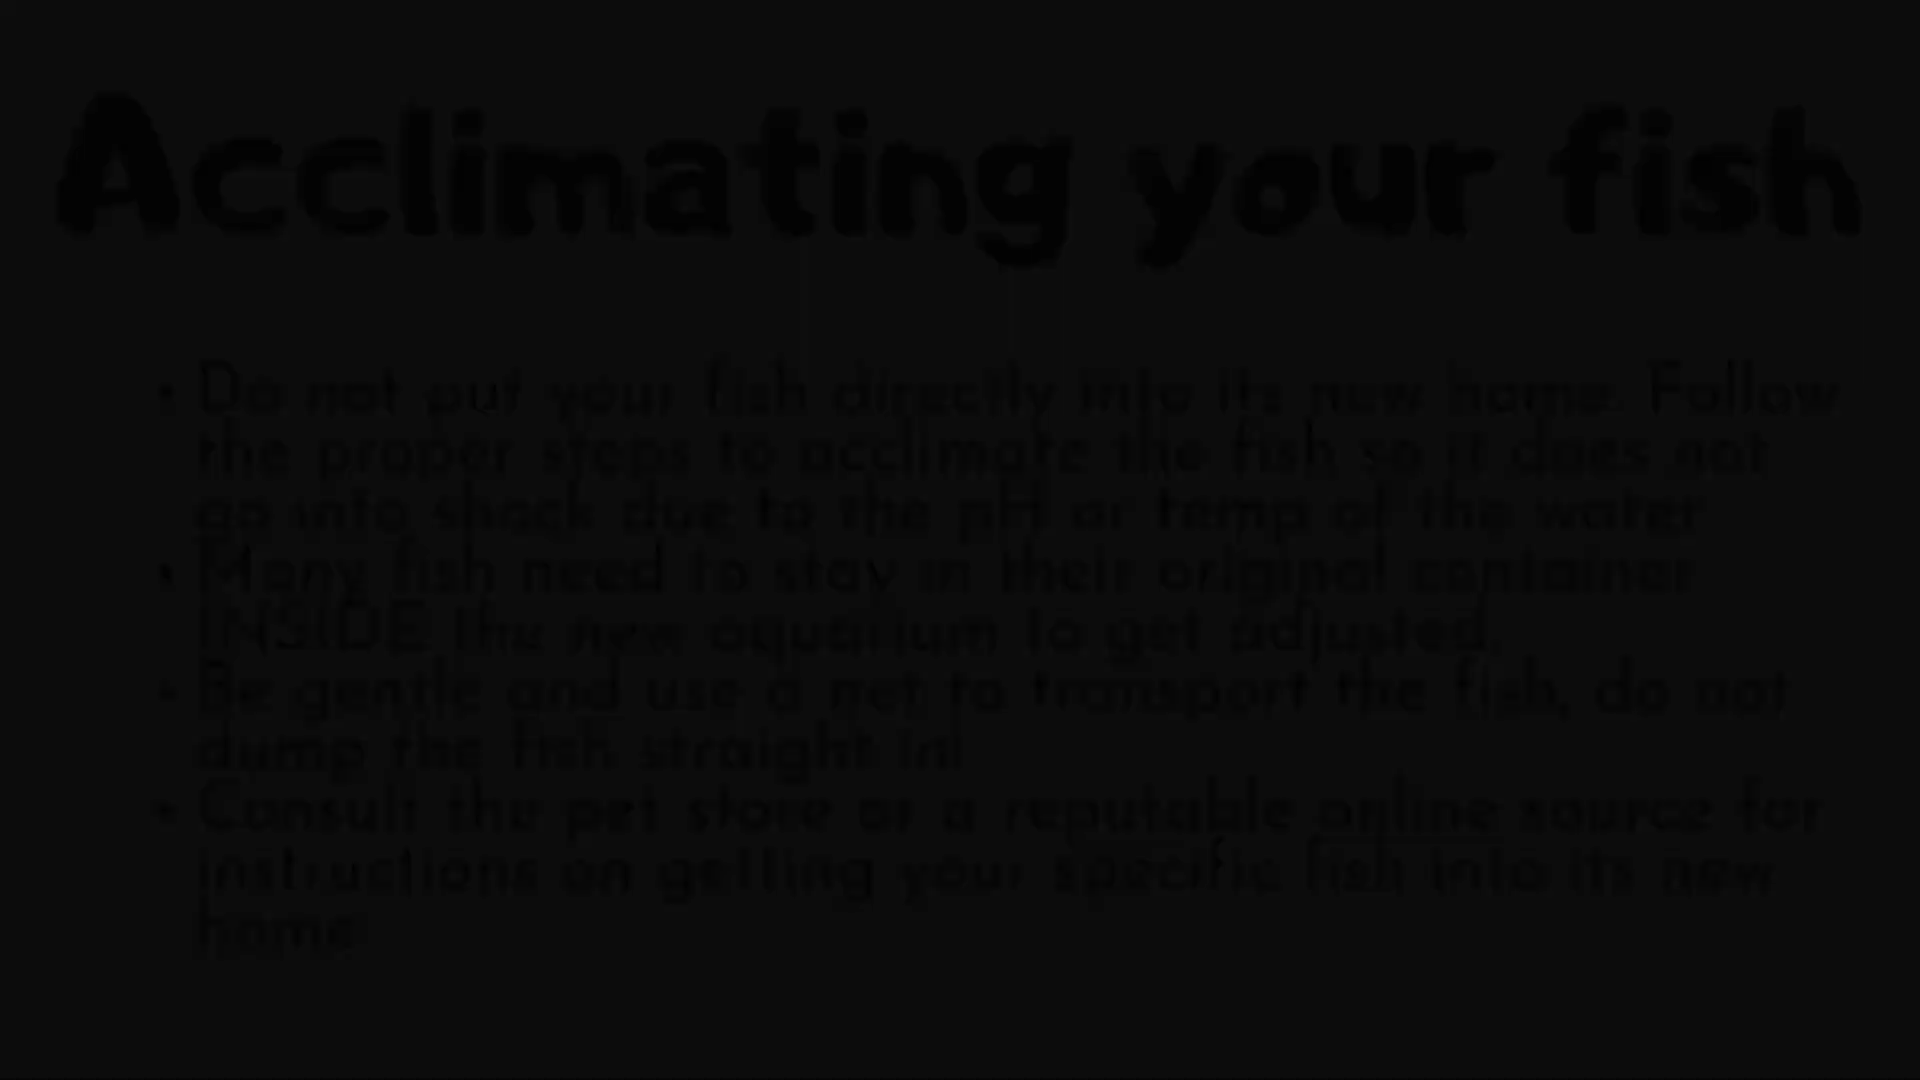 Acclimating your fish
• Do not put your fish directly into its new home. Follow
the proper steps to acclimate the fish so it does not
go into shock due to the pH or temp of the water
• Many fish need to stay in their original container
INSIDE the new aquarium to get adjusted.
• Be gentle and use a net to transport the fish, do not
dump the fish straight in!
• Consult the pet store or a reputable online source for
instructions on getting your specific fish into its new
home